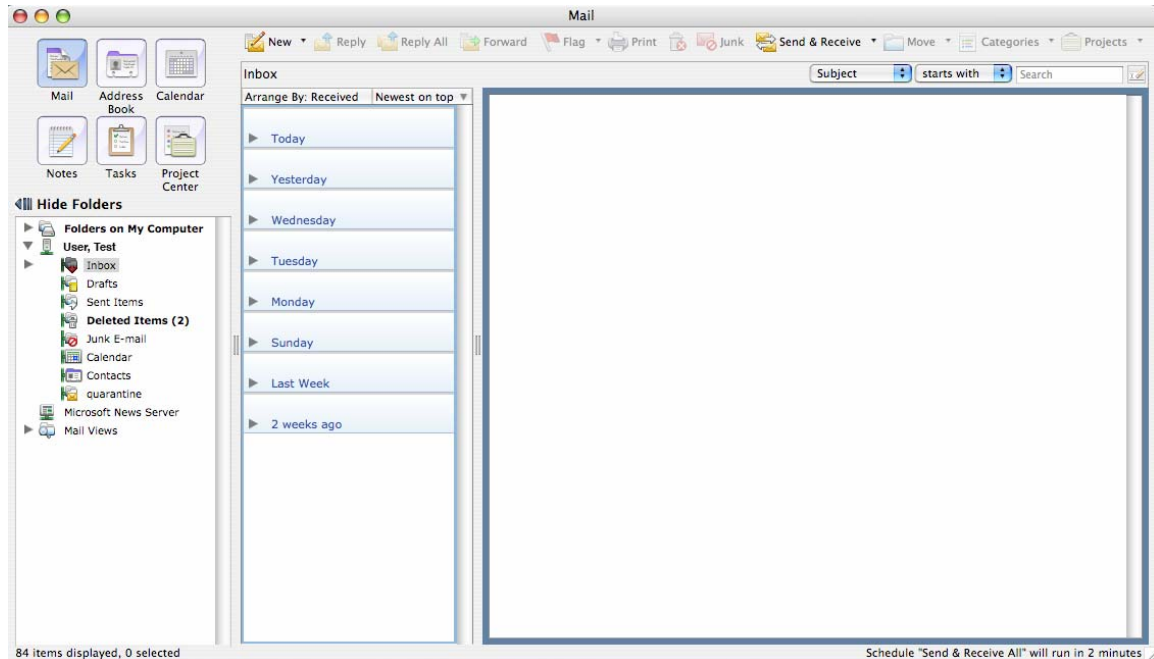 Mail
New Reply Reply All Forward Flag Print Junk Send & Receive Move Categories Projects
Mail Address Book Calendar
Notes Tasks Project Center
Hide Folders
Folders on My Computer
User, Test
Inbox
Drafts
Sent Items
Deleted Items (2)
Junk E-mail
Calendar
Contacts
quarantine
Microsoft News Server
Mail Views
Inbox
Subject starts with Search
Arrange By: Received Newest on top
Today
Yesterday
Wednesday
Tuesday
Monday
Sunday
Last Week
2 weeks ago
84 items displayed, 0 selected
Schedule "Send & Receive All" will run in 2 minutes